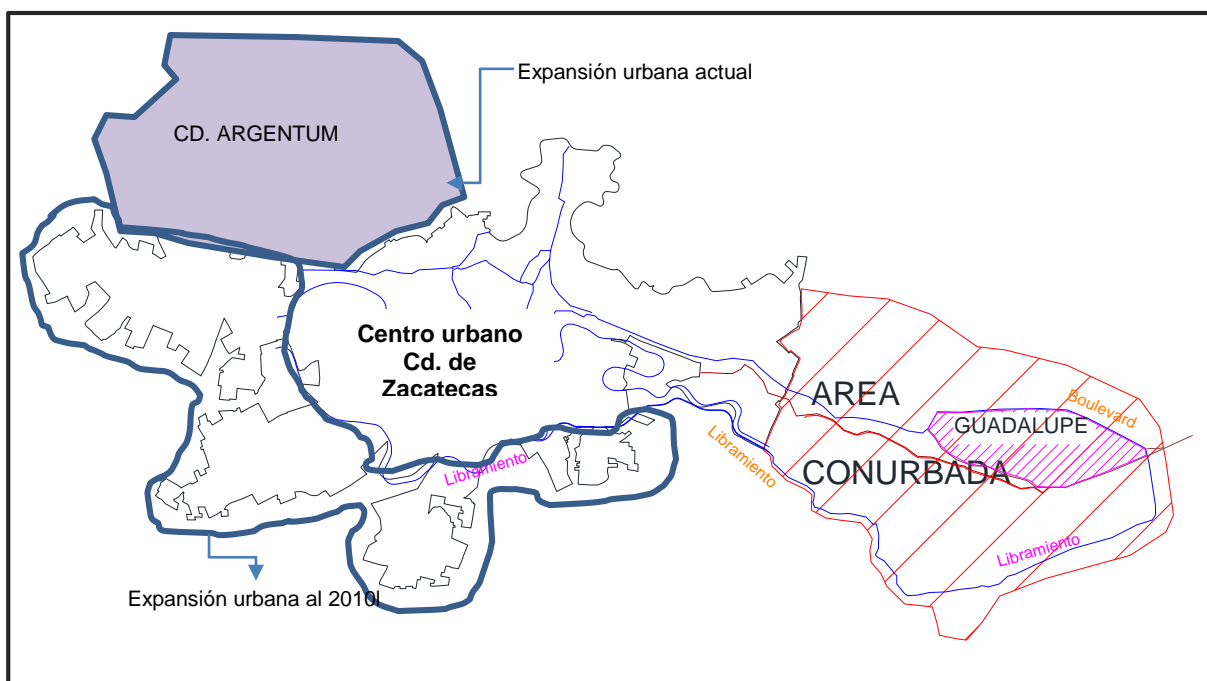 Expansión urbana actual
CD. ARGENTUM
Centro urbano
Cd. de
Zacatecas
AREA
Boulevard
GUADALUPE
Libramiento
Libramiento
CONURBADA
Libramiento
Expansión urbana al 2010l